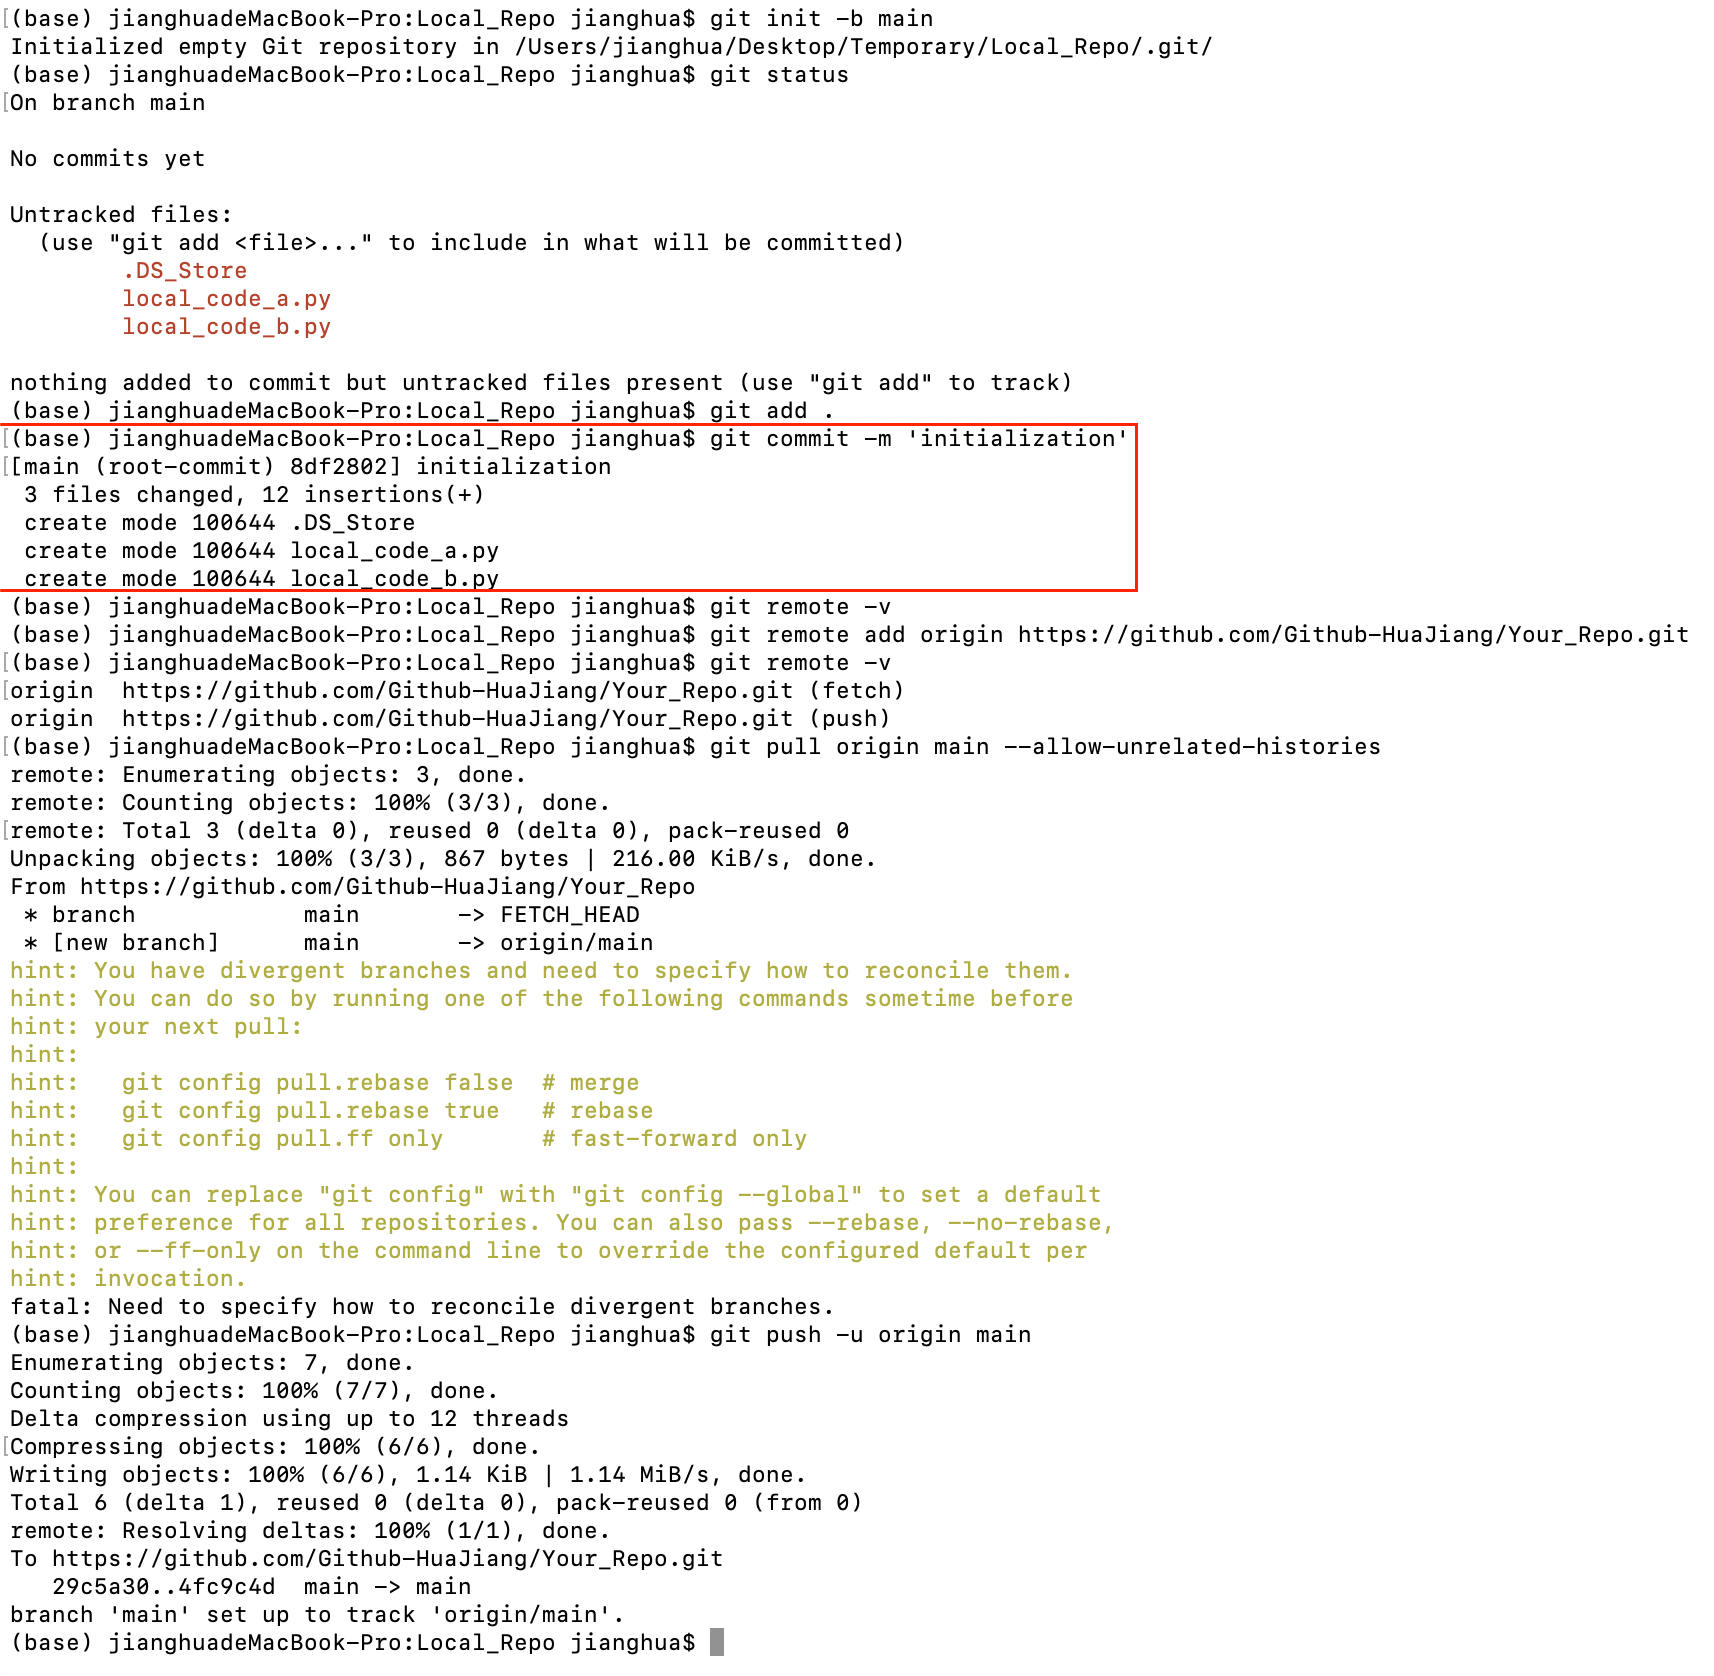 (base) jianghuadeMacBook-Pro:Local_Repo jianghua$ git init -b main
Initialized empty Git repository in /Users/jianghua/Desktop/Temporary/Local_Repo/.git/
(base) jianghuadeMacBook-Pro:Local_Repo jianghua$ git status
On branch main
No commits yet
Untracked files:
(use "git add <file>..." to include in what will be committed)
.DS_Store
local_code_a.py
local_code_b.py
nothing added to commit but untracked files present (use "git add" to track)
(base) jianghuadeMacBook-Pro:Local_Repo jianghua$ git add .
(base) jianghuadeMacBook-Pro:Local_Repo jianghua$ git commit -m 'initialization'
[main (root-commit) 8df2802] initialization
3 files changed, 12 insertions(+)
create mode 100644 .DS_Store
create mode 100644 local_code_a.py
create mode 100644 local_code_b.py
(base) jianghuadeMacBook-Pro:Local_Repo jianghua$ git remote -v
(base) jianghuadeMacBook-Pro:Local_Repo jianghua$ git remote add origin https://github.com/Github-HuaJiang/Your_Repo.git
(base) jianghuadeMacBook-Pro:Local_Repo jianghua$ git remote -v
origin  https://github.com/Github-HuaJiang/Your_Repo.git (fetch)
origin  https://github.com/Github-HuaJiang/Your_Repo.git (push)
(base) jianghuadeMacBook-Pro:Local_Repo jianghua$ git pull origin main --allow-unrelated-histories
remote: Enumerating objects: 3, done.
remote: Counting objects: 100% (3/3), done.
remote: Total 3 (delta 0), reused 0 (delta 0), pack-reused 0
Unpacking objects: 100% (3/3), 867 bytes | 216.00 KiB/s, done.
From https://github.com/Github-HuaJiang/Your_Repo
* branch            main       -> FETCH_HEAD
* [new branch]      main       -> origin/main
hint: You have divergent branches and need to specify how to reconcile them.
hint: You can do so by running one of the following commands sometime before
hint: your next pull:
hint:
hint:   git config pull.rebase false  # merge
hint:   git config pull.rebase true   # rebase
hint:   git config pull.ff only       # fast-forward only
hint:
hint: You can replace "git config" with "git config --global" to set a default
hint: preference for all repositories. You can also pass --rebase, --no-rebase,
hint: or --ff-only on the command line to override the configured default per
hint: invocation.
fatal: Need to specify how to reconcile divergent branches.
(base) jianghuadeMacBook-Pro:Local_Repo jianghua$ git push -u origin main
Enumerating objects: 7, done.
Counting objects: 100% (7/7), done.
Delta compression using up to 12 threads
Compressing objects: 100% (6/6), done.
Writing objects: 100% (6/6), 1.14 KiB | 1.14 MiB/s, done.
Total 6 (delta 1), reused 0 (delta 0), pack-reused 0 (from 0)
remote: Resolving deltas: 100% (1/1), done.
To https://github.com/Github-HuaJiang/Your_Repo.git
29c5a30..4fc9c4d  main -> main
branch 'main' set up to track 'origin/main'.
(base) jianghuadeMacBook-Pro:Local_Repo jianghua$